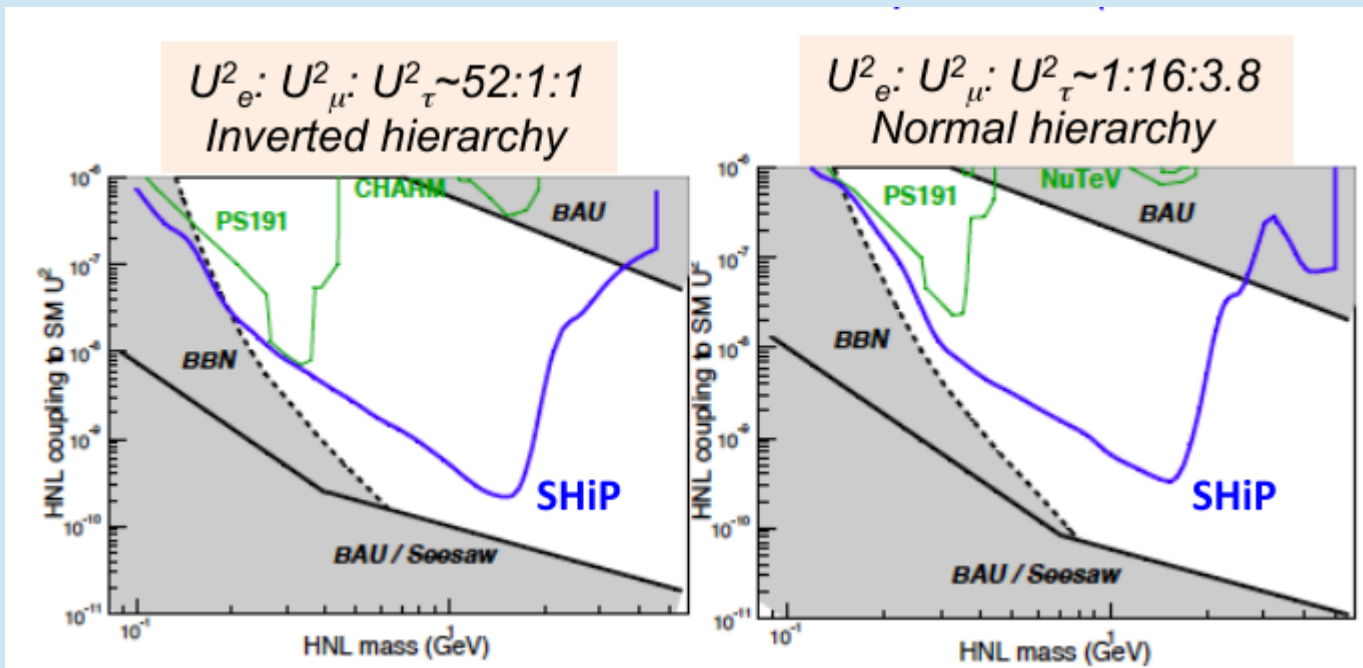 U²e: U²μ: U²τ~52:1:1
Inverted hierarchy
U²e: U²μ: U²τ~1:16:3.8
Normal hierarchy
HNL coupling to SM U²
10⁻⁶
10⁻⁷
10⁻⁸
10⁻⁹
10⁻¹⁰
10⁻¹¹
PS191
CHARM
BAU
BBN
SHiP
BAU / Seesaw
10⁻¹
1
HNL mass (GeV)
HNL coupling to SM U²
10⁻⁶
10⁻⁷
10⁻⁸
10⁻⁹
10⁻¹⁰
10⁻¹¹
PS191
NuTeV
BAU
BBN
SHiP
BAU / Seesaw
10⁻¹
1
HNL mass (GeV)